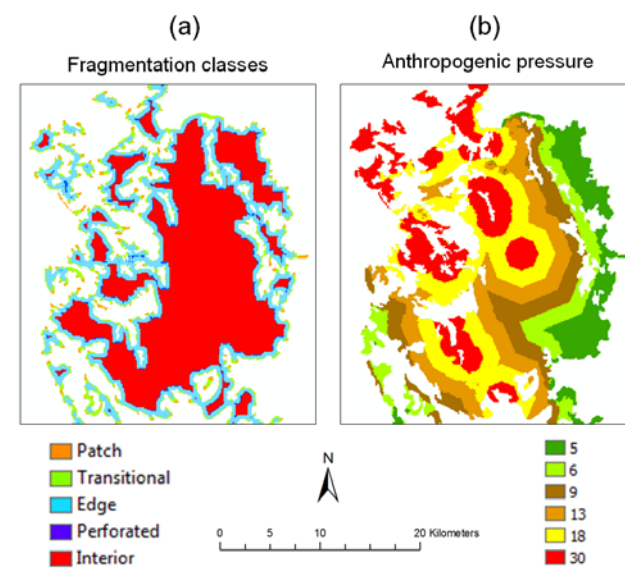 (a)
(b)
Fragmentation classes
Anthropogenic pressure
Patch
Transitional
Edge
Perforated
Interior
N
0 5 10 20 Kilometers
5
6
9
13
18
30